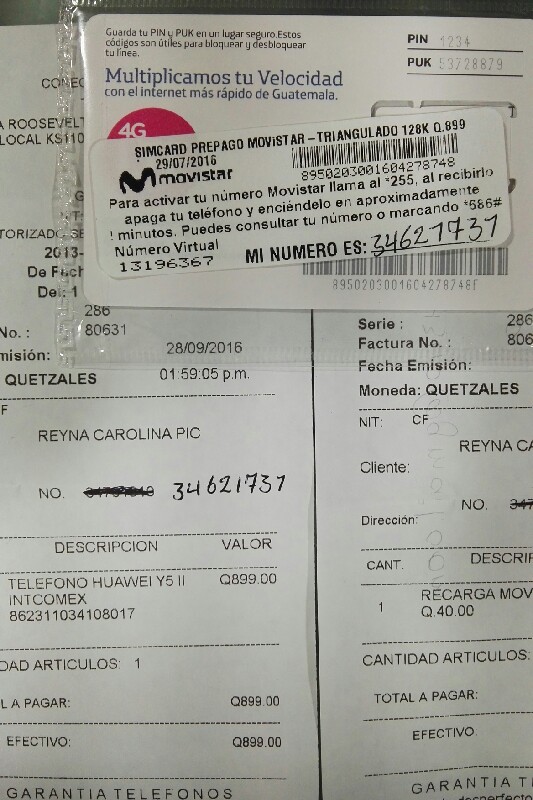 Guarda tu PIN y PUK en un lugar seguro. Estos
códigos son útiles para bloquear y desbloquear
tu línea.
PIN 1234
PUK 53728879
Multiplicamos tu Velocidad
con el internet más rápido de Guatemala.
4G
SIMCARD PREPAGO MOVISTAR - TRIANGULADO 128K Q.899
29/07/2016
8950203001604278748
movistar
Para activar tu número Movistar llama al *255, al recibirlo
apaga tu teléfono y enciéndelo en aproximadamente
! minutos. Puedes consultar tu número o marcando *686#
Número Virtual
13196367
MI NUMERO ES: 34621737
8950203001604278748F
CONEC
A ROOSEVELT
LOCAL KS110
TORIZADO SE
2013-
De Fech
Del: 1
286
No.: 80631
misión: 28/09/2016
QUETZALES 01:59:05 p.m.
F
REYNA CAROLINA PIC
NO. 34621737
DESCRIPCION VALOR
TELEFONO HUAWEI Y5 II Q899.00
INTCOMEX
862311034108017
DAD ARTICULOS: 1
L A PAGAR: Q899.00
EFECTIVO: Q899.00
GARANTIA TELEFONOS
Serie : 286
Factura No. : 806
Fecha Emisión:
Moneda: QUETZALES
NIT: CF
REYNA CA
Cliente:
NO. 347
Dirección:
CANT. DESCRIP
1 RECARGA MOV
Q.40.00
CANTIDAD ARTICULOS:
TOTAL A PAGAR:
EFECTIVO:
GARANTIA T